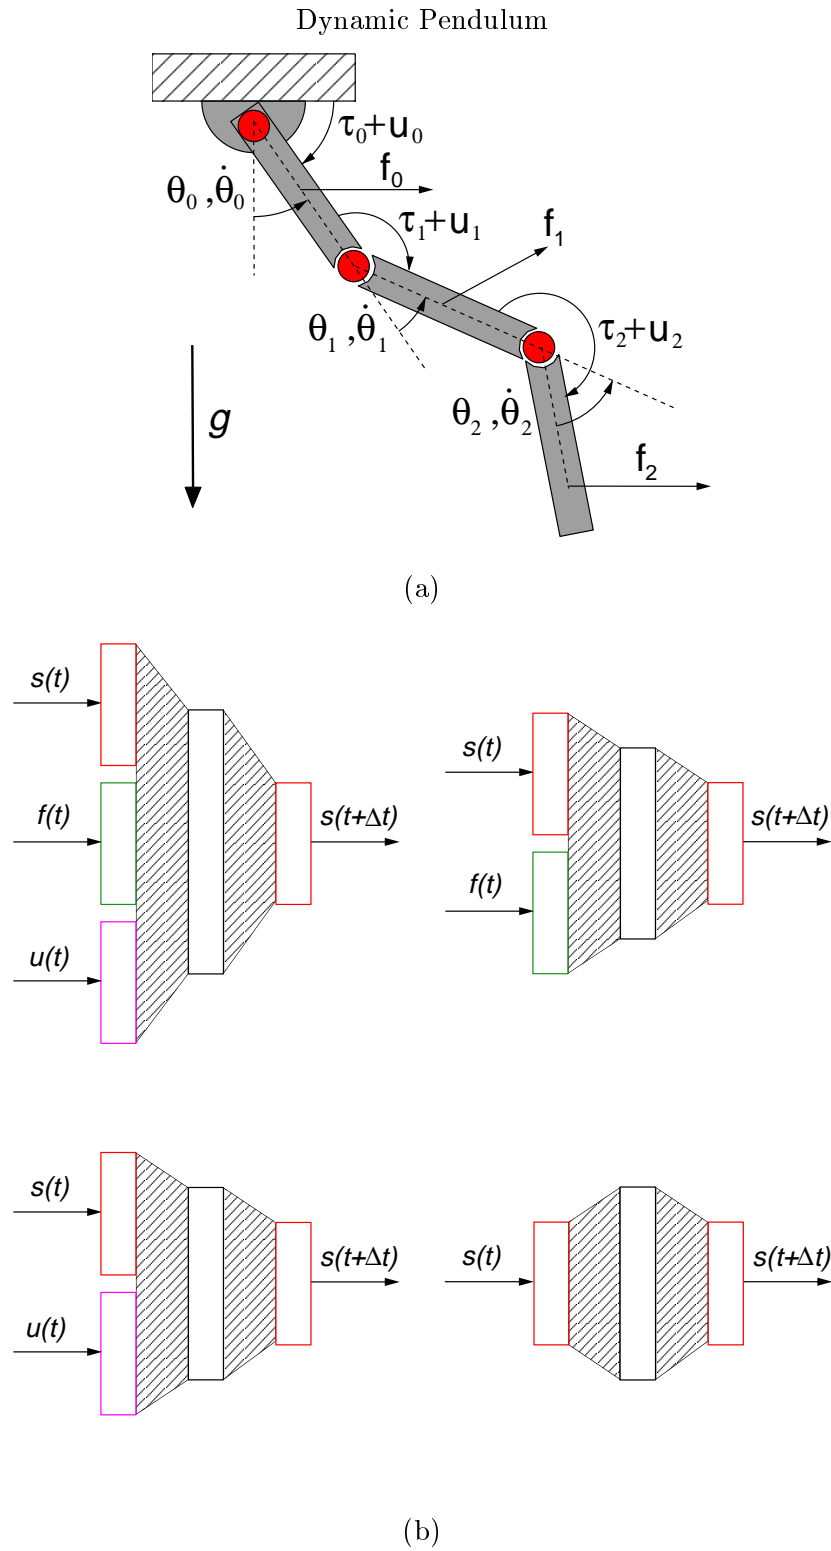 Dynamic Pendulum
τ₀+u₀
f₀
θ₀ ,θ̇₀
τ₁+u₁
f₁
θ₁ ,θ̇₁
τ₂+u₂
g
θ₂ ,θ̇₂
f₂
(a)
s(t)
f(t)
u(t)
s(t+Δt)
s(t)
f(t)
s(t+Δt)
s(t)
u(t)
s(t+Δt)
s(t)
s(t+Δt)
(b)